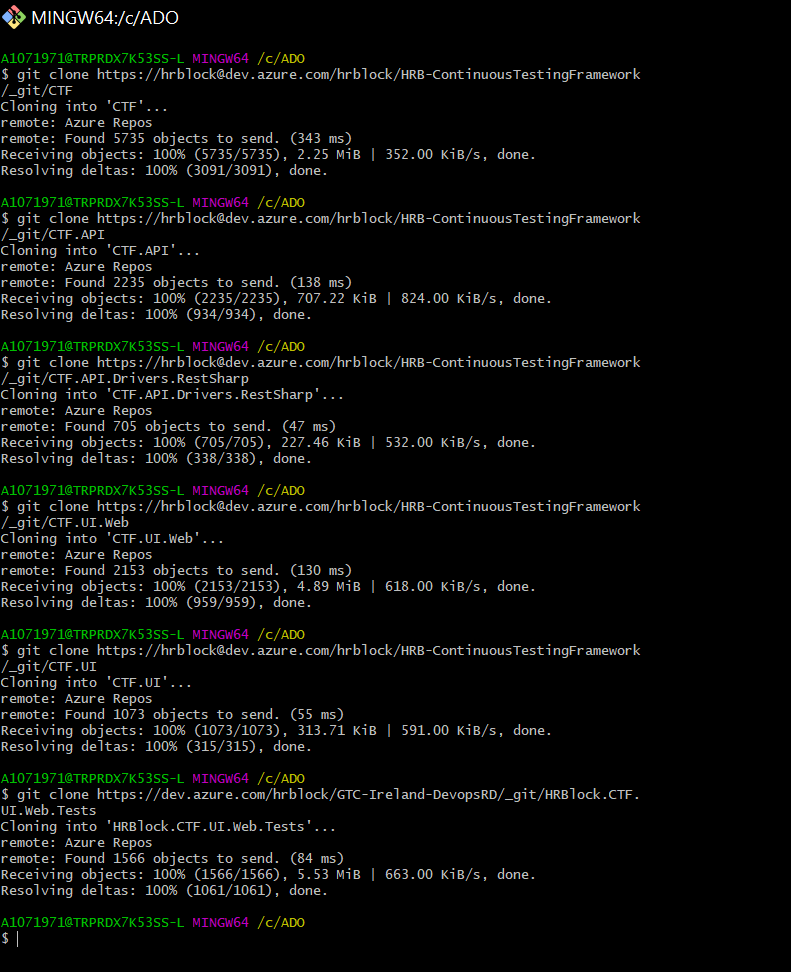 MINGW64:/c/ADO
A1071971@TRPRDX7K53SS-L MINGW64 /c/ADO
$ git clone https://hrblock@dev.azure.com/hrblock/HRB-ContinuousTestingFramework
/_git/CTF
Cloning into 'CTF'...
remote: Azure Repos
remote: Found 5735 objects to send. (343 ms)
Receiving objects: 100% (5735/5735), 2.25 MiB | 352.00 KiB/s, done.
Resolving deltas: 100% (3091/3091), done.
A1071971@TRPRDX7K53SS-L MINGW64 /c/ADO
$ git clone https://hrblock@dev.azure.com/hrblock/HRB-ContinuousTestingFramework
/_git/CTF.API
Cloning into 'CTF.API'...
remote: Azure Repos
remote: Found 2235 objects to send. (138 ms)
Receiving objects: 100% (2235/2235), 707.22 KiB | 824.00 KiB/s, done.
Resolving deltas: 100% (934/934), done.
A1071971@TRPRDX7K53SS-L MINGW64 /c/ADO
$ git clone https://hrblock@dev.azure.com/hrblock/HRB-ContinuousTestingFramework
/_git/CTF.API.Drivers.RestSharp
Cloning into 'CTF.API.Drivers.RestSharp'...
remote: Azure Repos
remote: Found 705 objects to send. (47 ms)
Receiving objects: 100% (705/705), 227.46 KiB | 532.00 KiB/s, done.
Resolving deltas: 100% (338/338), done.
A1071971@TRPRDX7K53SS-L MINGW64 /c/ADO
$ git clone https://hrblock@dev.azure.com/hrblock/HRB-ContinuousTestingFramework
/_git/CTF.UI.Web
Cloning into 'CTF.UI.Web'...
remote: Azure Repos
remote: Found 2153 objects to send. (130 ms)
Receiving objects: 100% (2153/2153), 4.89 MiB | 618.00 KiB/s, done.
Resolving deltas: 100% (959/959), done.
A1071971@TRPRDX7K53SS-L MINGW64 /c/ADO
$ git clone https://hrblock@dev.azure.com/hrblock/HRB-ContinuousTestingFramework
/_git/CTF.UI
Cloning into 'CTF.UI'...
remote: Azure Repos
remote: Found 1073 objects to send. (55 ms)
Receiving objects: 100% (1073/1073), 313.71 KiB | 591.00 KiB/s, done.
Resolving deltas: 100% (315/315), done.
A1071971@TRPRDX7K53SS-L MINGW64 /c/ADO
$ git clone https://dev.azure.com/hrblock/GTC-Ireland-DevopsRD/_git/HRBlock.CTF.
UI.Web.Tests
Cloning into 'HRBlock.CTF.UI.Web.Tests'...
remote: Azure Repos
remote: Found 1566 objects to send. (84 ms)
Receiving objects: 100% (1566/1566), 5.53 MiB | 663.00 KiB/s, done.
Resolving deltas: 100% (1061/1061), done.
A1071971@TRPRDX7K53SS-L MINGW64 /c/ADO
$